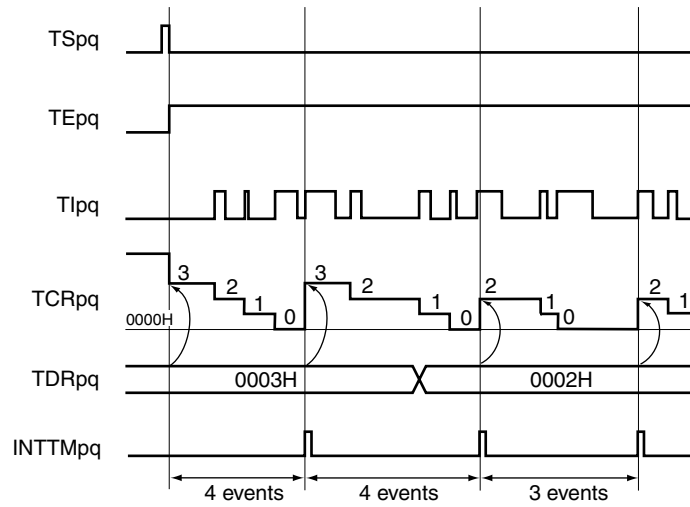 TSpq
TEpq
TIpq
TCRpq
3 2 1 0 3 2 1 0 2 1 0 2 1
0000H
TDRpq 0003H 0002H
INTTMpq
4 events 4 events 3 events